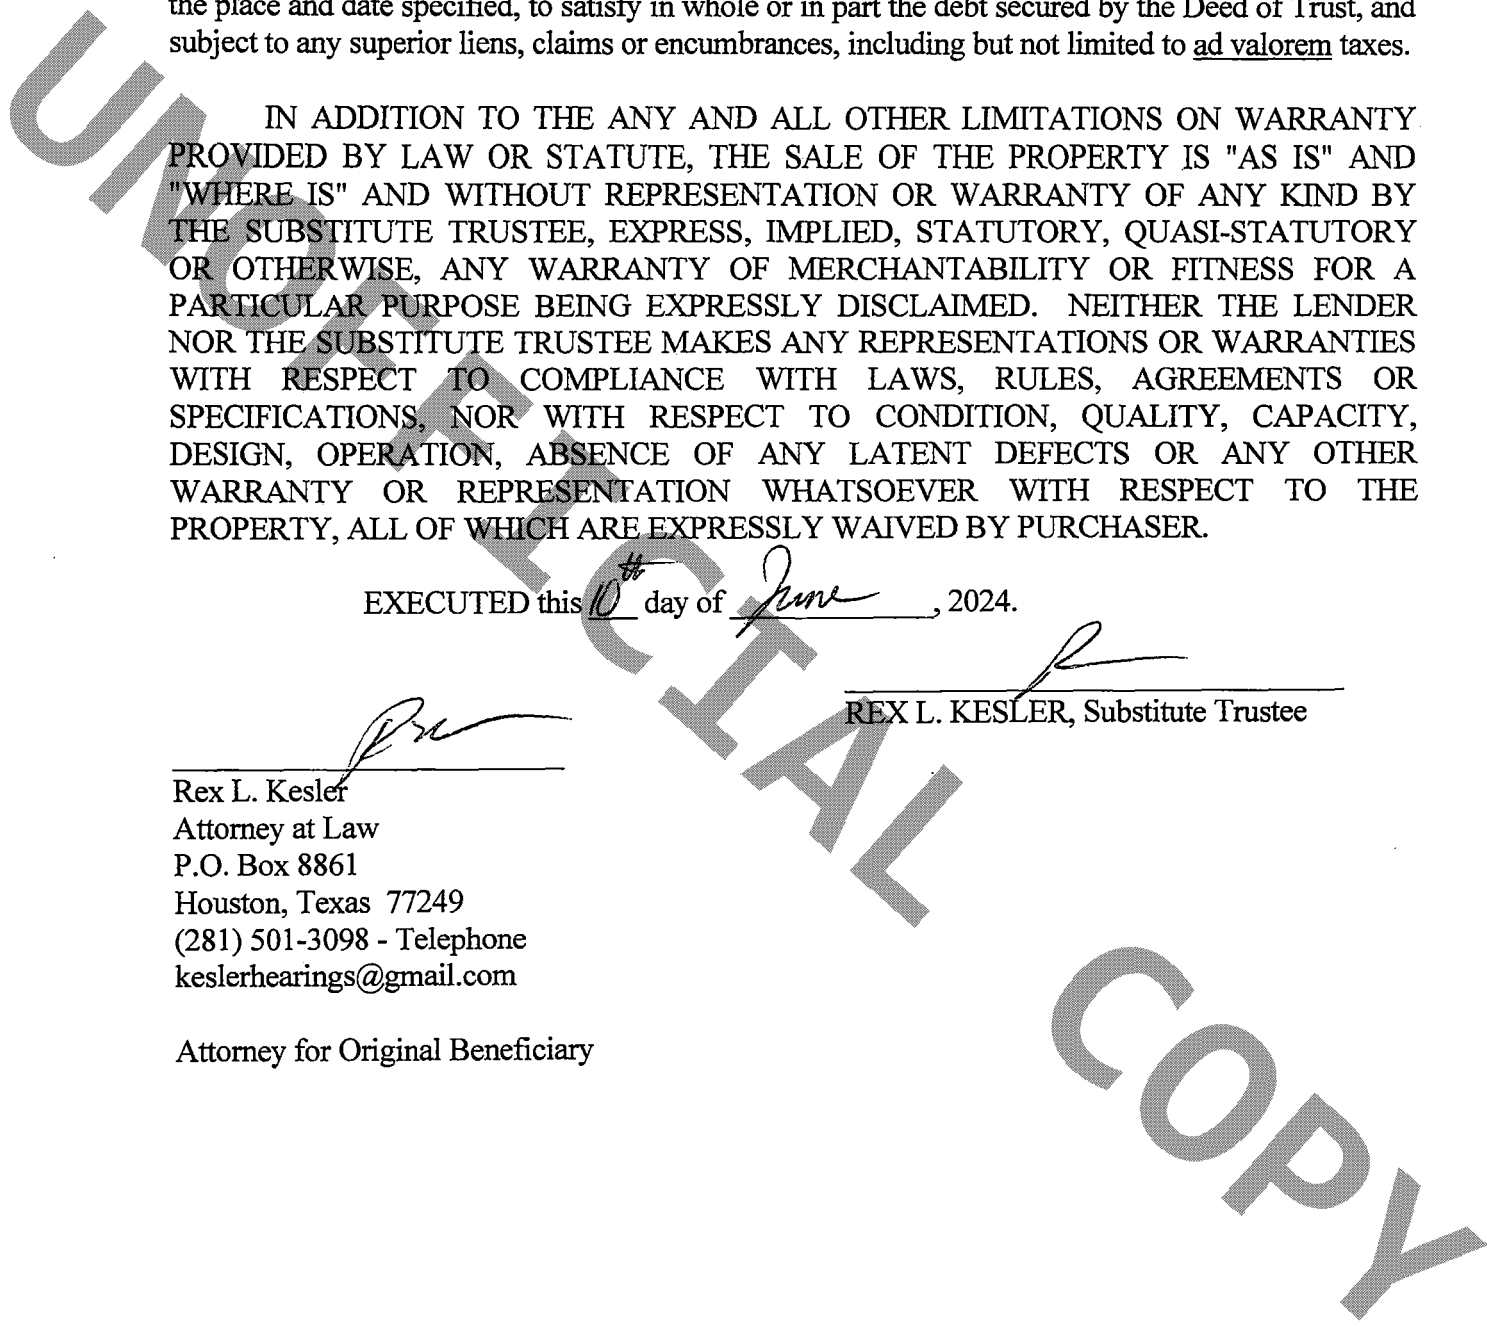 the place and date specified, to satisfy in whole or in part the debt secured by the Deed of Trust, and
subject to any superior liens, claims or encumbrances, including but not limited to ad valorem taxes.
IN ADDITION TO THE ANY AND ALL OTHER LIMITATIONS ON WARRANTY
PROVIDED BY LAW OR STATUTE, THE SALE OF THE PROPERTY IS "AS IS" AND
"WHERE IS" AND WITHOUT REPRESENTATION OR WARRANTY OF ANY KIND BY
THE SUBSTITUTE TRUSTEE, EXPRESS, IMPLIED, STATUTORY, QUASI-STATUTORY
OR OTHERWISE, ANY WARRANTY OF MERCHANTABILITY OR FITNESS FOR A
PARTICULAR PURPOSE BEING EXPRESSLY DISCLAIMED. NEITHER THE LENDER
NOR THE SUBSTITUTE TRUSTEE MAKES ANY REPRESENTATIONS OR WARRANTIES
WITH RESPECT TO COMPLIANCE WITH LAWS, RULES, AGREEMENTS OR
SPECIFICATIONS, NOR WITH RESPECT TO CONDITION, QUALITY, CAPACITY,
DESIGN, OPERATION, ABSENCE OF ANY LATENT DEFECTS OR ANY OTHER
WARRANTY OR REPRESENTATION WHATSOEVER WITH RESPECT TO THE
PROPERTY, ALL OF WHICH ARE EXPRESSLY WAIVED BY PURCHASER.
EXECUTED this 10th day of June, 2024.
REX L. KESLER, Substitute Trustee
Rex L. Kesler
Attorney at Law
P.O. Box 8861
Houston, Texas 77249
(281) 501-3098 - Telephone
keslerhearings@gmail.com
Attorney for Original Beneficiary
UNOFFICIAL COPY